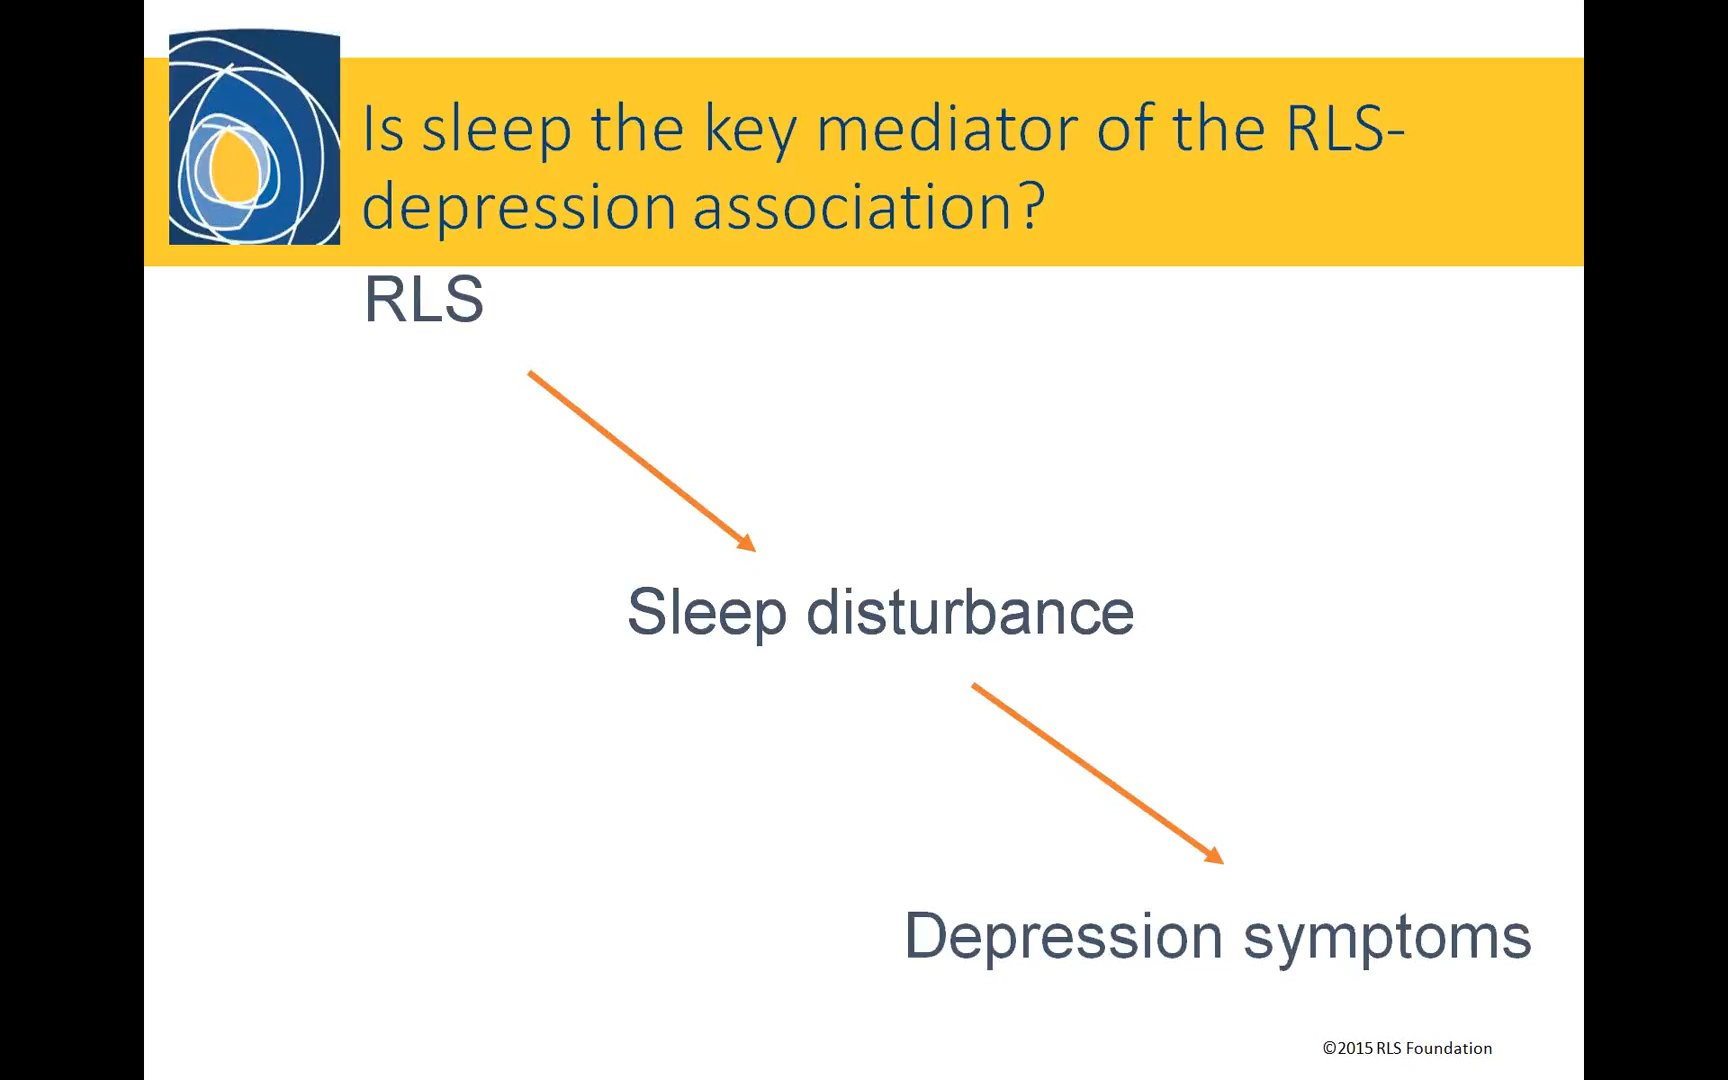 Is sleep the key mediator of the RLS-
depression association?
RLS
Sleep disturbance
Depression symptoms
©2015 RLS Foundation